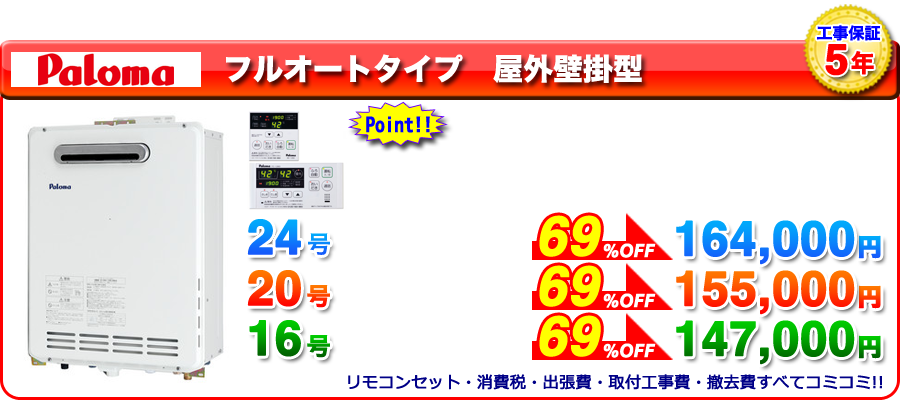 工事保証
5年
Paloma フルオートタイプ 屋外壁掛型
Point!!
Paloma
24号 69%OFF 164,000円
20号 69%OFF 155,000円
16号 69%OFF 147,000円
リモコンセット・消費税・出張費・取付工事費・撤去費すべてコミコミ!!